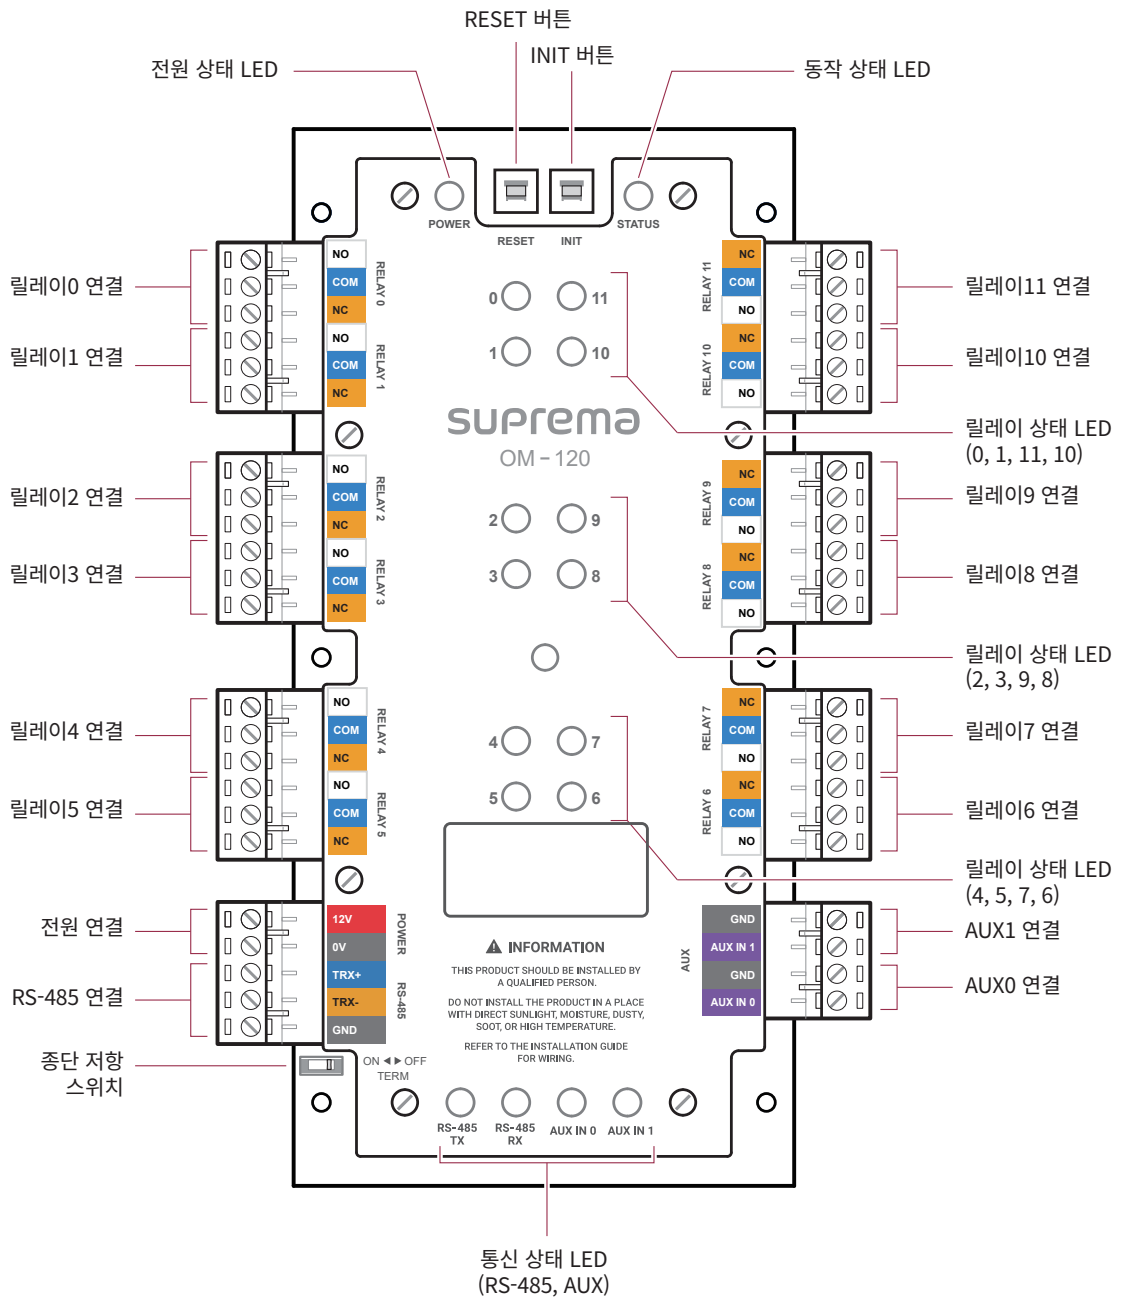 RESET 버튼
INIT 버튼
전원 상태 LED
동작 상태 LED
POWER
RESET
INIT
STATUS
릴레이0 연결
릴레이1 연결
NO
COM
NC
RELAY 0
NO
COM
NC
RELAY 1
0
11
1
10
RELAY 11
NC
COM
NO
RELAY 10
NC
COM
NO
릴레이11 연결
릴레이10 연결
suprema
OM-120
릴레이 상태 LED
(0, 1, 11, 10)
릴레이2 연결
릴레이3 연결
NO
COM
NC
RELAY 2
NO
COM
NC
RELAY 3
2
9
3
8
RELAY 9
NC
COM
NO
RELAY 8
NC
COM
NO
릴레이9 연결
릴레이8 연결
릴레이 상태 LED
(2, 3, 9, 8)
릴레이4 연결
릴레이5 연결
NO
COM
NC
RELAY 4
NO
COM
NC
RELAY 5
4
7
5
6
RELAY 7
NC
COM
NO
RELAY 6
NC
COM
NO
릴레이7 연결
릴레이6 연결
릴레이 상태 LED
(4, 5, 7, 6)
전원 연결
RS-485 연결
12V
0V
POWER
TRX+
TRX-
GND
RS-485
INFORMATION
THIS PRODUCT SHOULD BE INSTALLED BY
A QUALIFIED PERSON.
DO NOT INSTALL THE PRODUCT IN A PLACE
WITH DIRECT SUNLIGHT, MOISTURE, DUSTY,
SOOT, OR HIGH TEMPERATURE.
REFER TO THE INSTALLATION GUIDE
FOR WIRING.
AUX
GND
AUX IN 1
GND
AUX IN 0
AUX1 연결
AUX0 연결
종단 저항
스위치
ON ◀ ▶ OFF
TERM
RS-485
TX
RS-485
RX
AUX IN 0
AUX IN 1
통신 상태 LED
(RS-485, AUX)